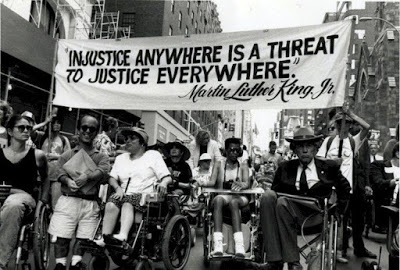 "INJUSTICE ANYWHERE IS A THREAT
TO JUSTICE EVERYWHERE."
Martin Luther King, Jr.